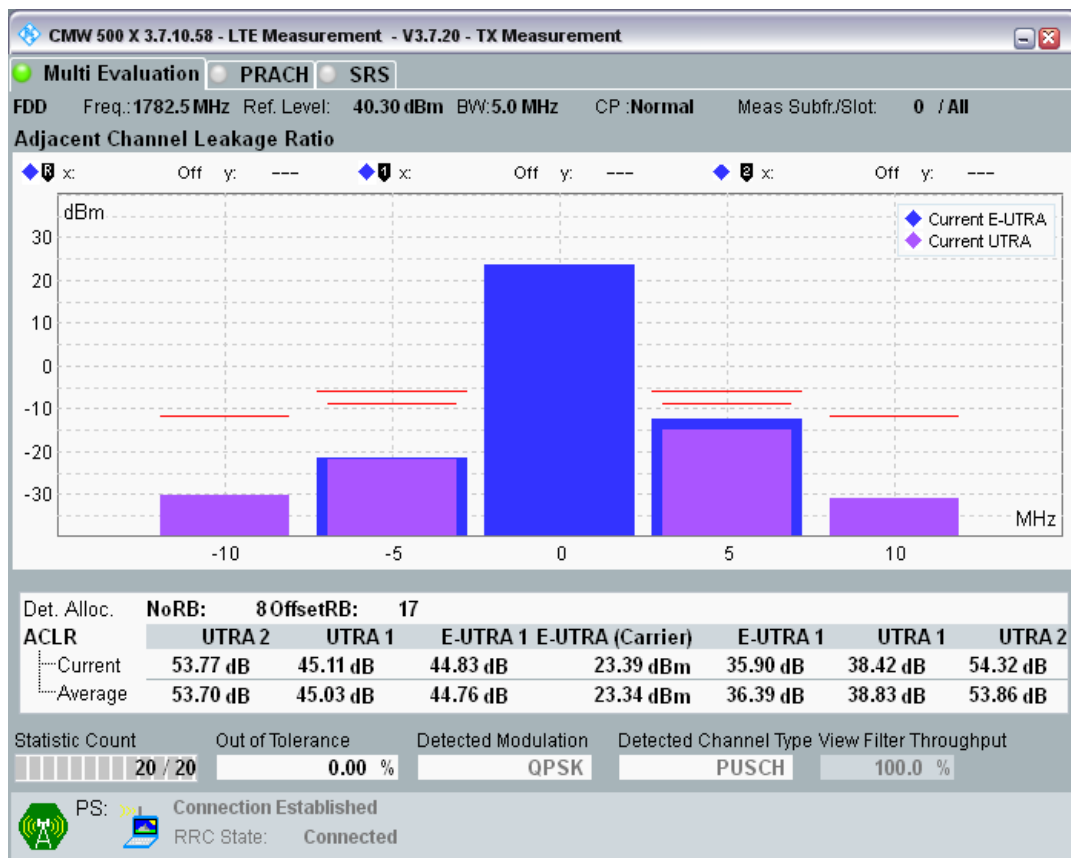 CMW 500 X 3.7.10.58 - LTE Measurement - V3.7.20 - TX Measurement
Multi Evaluation PRACH SRS
FDD Freq.: 1782.5 MHz Ref. Level: 40.30 dBm BW: 5.0 MHz CP : Normal Meas Subfr./Slot: 0 / All
Adjacent Channel Leakage Ratio
R x: Off y: --- 1 x: Off y: --- 2 x: Off y: ---
dBm
Current E-UTRA
Current UTRA
30
20
10
0
-10
-20
-30
MHz
-10 -5 0 5 10
Det. Alloc. NoRB: 8 OffsetRB: 17
ACLR UTRA 2 UTRA 1 E-UTRA 1 E-UTRA (Carrier) E-UTRA 1 UTRA 1 UTRA 2
Current 53.77 dB 45.11 dB 44.83 dB 23.39 dBm 35.90 dB 38.42 dB 54.32 dB
Average 53.70 dB 45.03 dB 44.76 dB 23.34 dBm 36.39 dB 38.83 dB 53.86 dB
Statistic Count Out of Tolerance Detected Modulation Detected Channel Type View Filter Throughput
20 / 20 0.00 % QPSK PUSCH 100.0 %
PS: Connection Established
RRC State: Connected